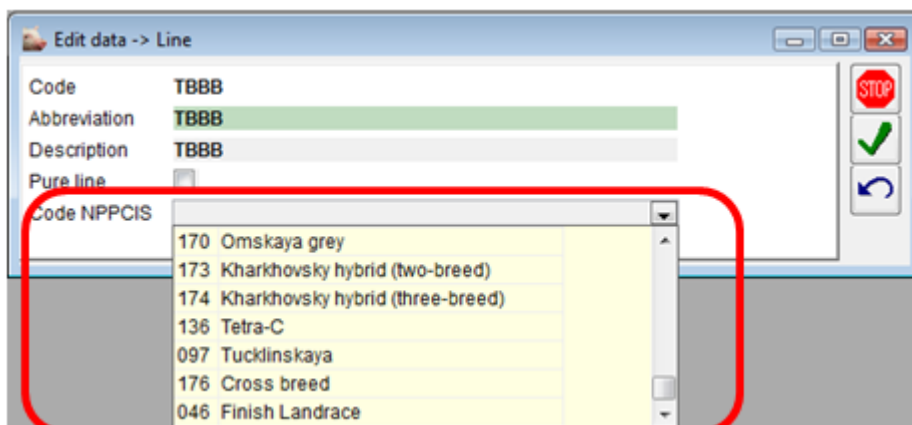 Edit data -> Line
Code TBBB
Abbreviation TBBB
Description TBBB
Pure line
Code NPPCIS
170 Omskaya grey
173 Kharkhovsky hybrid (two-breed)
174 Kharkhovsky hybrid (three-breed)
136 Tetra-C
097 Tucklinskaya
176 Cross breed
046 Finish Landrace
STOP